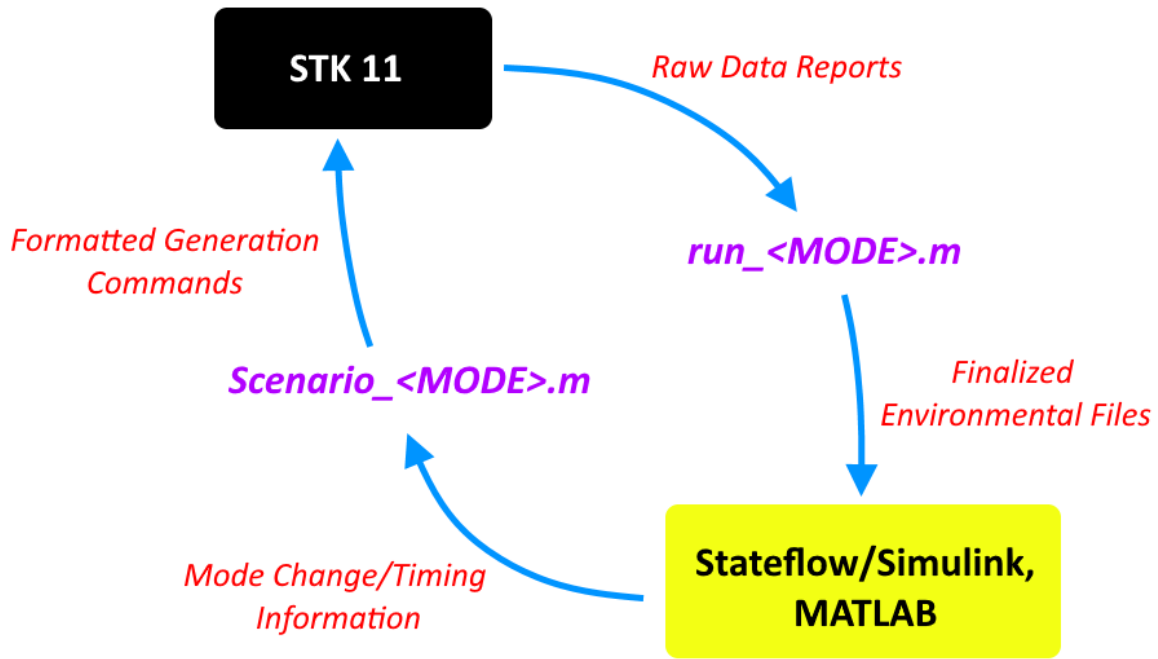 STK 11
Raw Data Reports
run_<MODE>.m
Finalized
Environmental Files
Stateflow/Simulink,
MATLAB
Mode Change/Timing
Information
Scenario_<MODE>.m
Formatted Generation
Commands